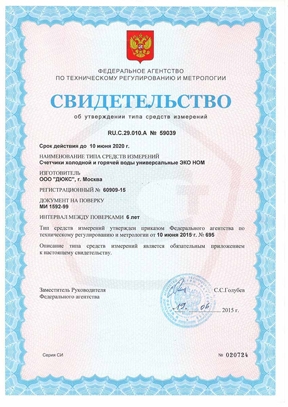 ФЕДЕРАЛЬНОЕ АГЕНТСТВО
ПО ТЕХНИЧЕСКОМУ РЕГУЛИРОВАНИЮ И МЕТРОЛОГИИ
СВИДЕТЕЛЬСТВО
об утверждении типа средств измерений
RU.C.29.010.A № 59039
Срок действия до 10 июня 2020 г.
НАИМЕНОВАНИЕ ТИПА СРЕДСТВ ИЗМЕРЕНИЙ
Счетчики холодной и горячей воды универсальные ЭКО НОМ
ИЗГОТОВИТЕЛЬ
ООО "ДЮКС", г. Москва
РЕГИСТРАЦИОННЫЙ № 60909-15
ДОКУМЕНТ НА ПОВЕРКУ
МИ 1592-99
ИНТЕРВАЛ МЕЖДУ ПОВЕРКАМИ 6 лет
Тип средств измерений утвержден приказом Федерального агентства по
техническому регулированию и метрологии от 10 июня 2015 г. № 695
Описание типа средств измерений является обязательным приложением
к настоящему свидетельству.
Заместитель Руководителя
Федерального агентства
С.С.Голубев
19 06 2015 г.
Серия СИ
№ 020724